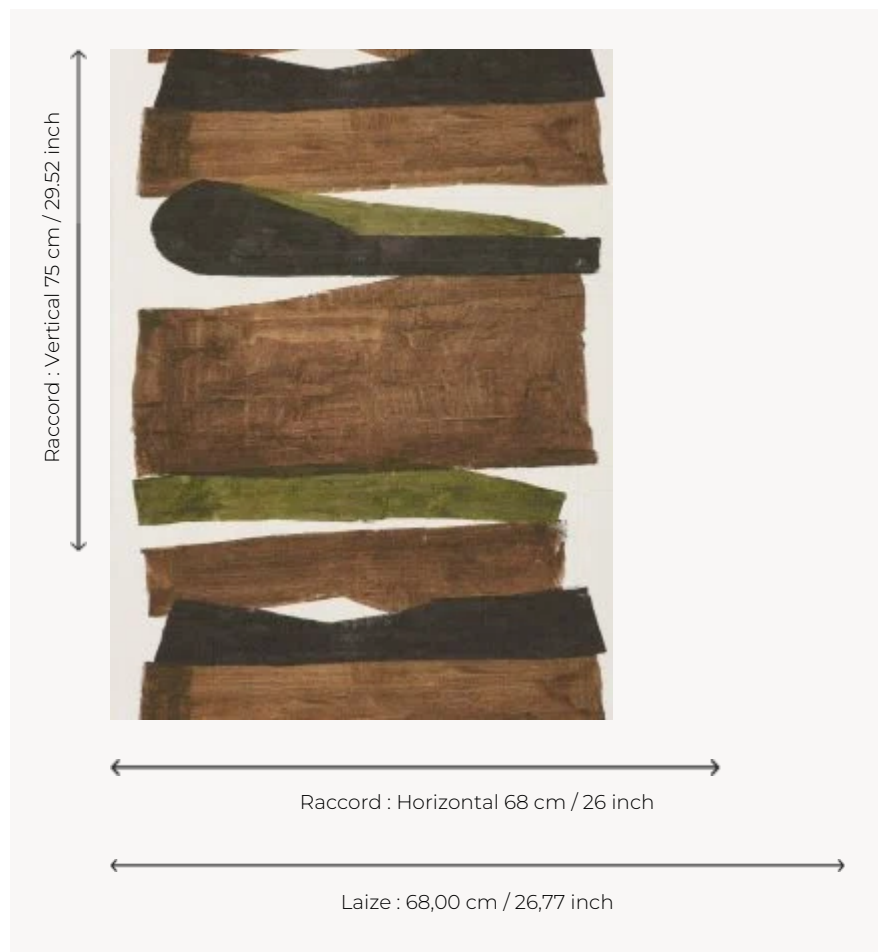 Raccord : Vertical 75 cm / 29.52 inch
Raccord : Horizontal 68 cm / 26 inch
Laize : 68,00 cm / 26,77 inch